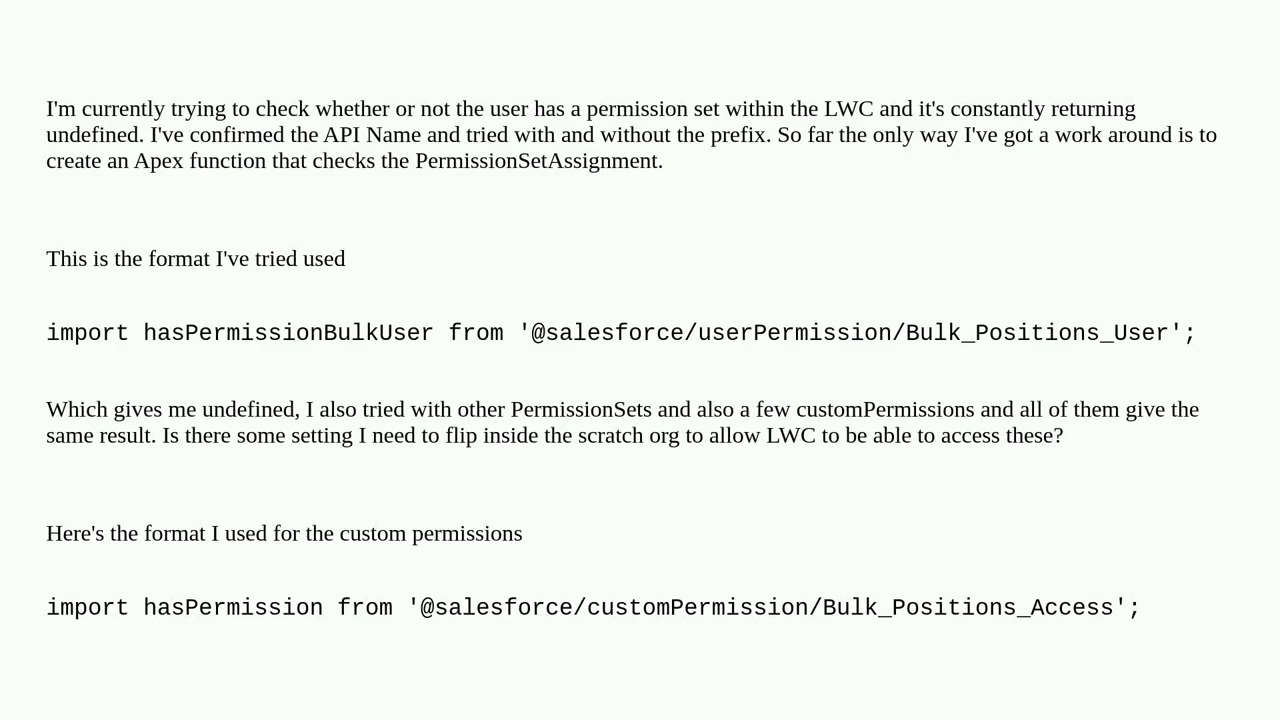 I'm currently trying to check whether or not the user has a permission set within the LWC and it's constantly returning
undefined. I've confirmed the API Name and tried with and without the prefix. So far the only way I've got a work around is to
create an Apex function that checks the PermissionSetAssignment.
This is the format I've tried used
import hasPermissionBulkUser from '@salesforce/userPermission/Bulk_Positions_User';
Which gives me undefined, I also tried with other PermissionSets and also a few customPermissions and all of them give the
same result. Is there some setting I need to flip inside the scratch org to allow LWC to be able to access these?
Here's the format I used for the custom permissions
import hasPermission from '@salesforce/customPermission/Bulk_Positions_Access';